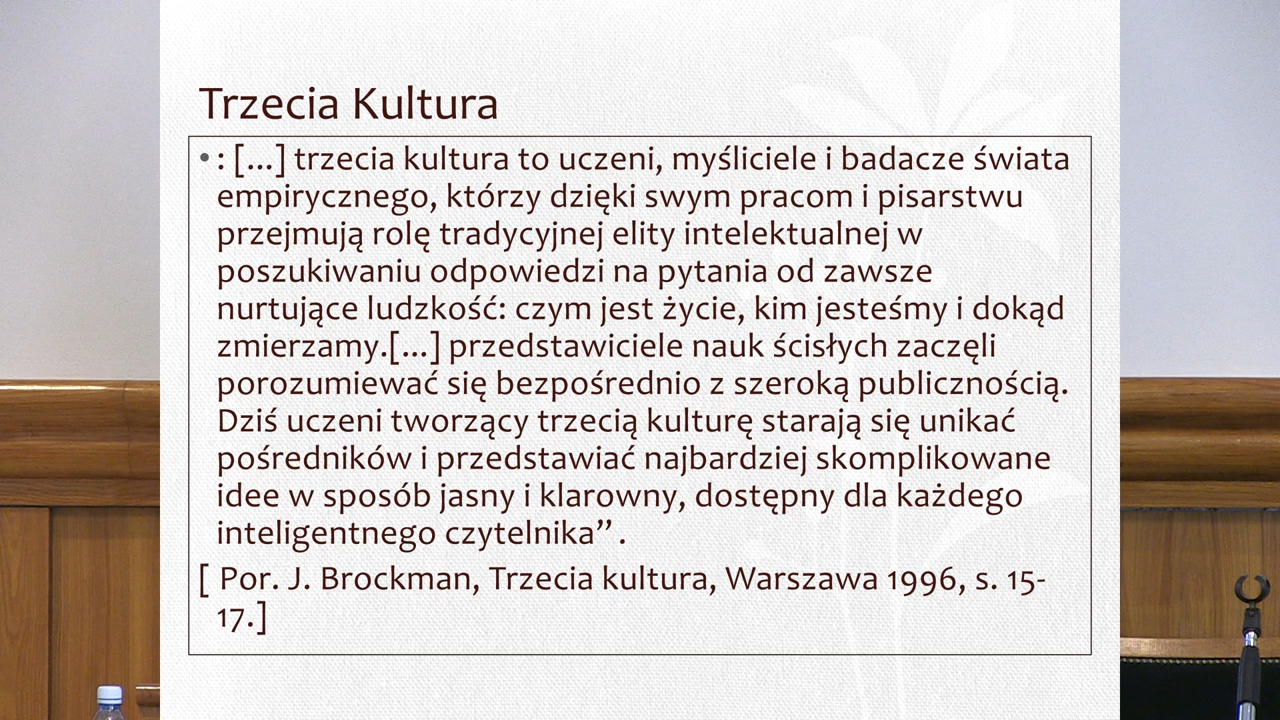 Trzecia Kultura
• : [...] trzecia kultura to uczeni, myśliciele i badacze świata
empirycznego, którzy dzięki swym pracom i pisarstwu
przejmują rolę tradycyjnej elity intelektualnej w
poszukiwaniu odpowiedzi na pytania od zawsze
nurtujące ludzkość: czym jest życie, kim jesteśmy i dokąd
zmierzamy.[...] przedstawiciele nauk ścisłych zaczęli
porozumiewać się bezpośrednio z szeroką publicznością.
Dziś uczeni tworzący trzecią kulturę starają się unikać
pośredników i przedstawiać najbardziej skomplikowane
idee w sposób jasny i klarowny, dostępny dla każdego
inteligentnego czytelnika” .
[ Por. J. Brockman, Trzecia kultura, Warszawa 1996, s. 15-
17.]